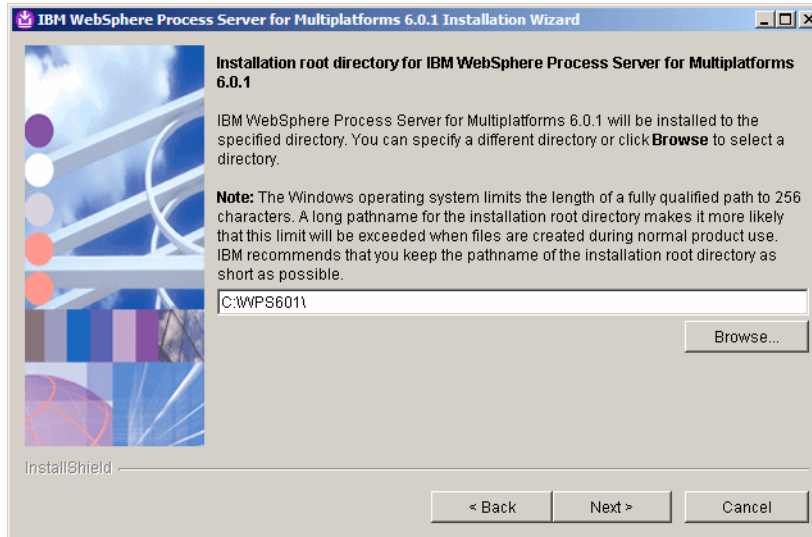 IBM WebSphere Process Server for Multiplatforms 6.0.1 Installation Wizard
Installation root directory for IBM WebSphere Process Server for Multiplatforms
6.0.1
IBM WebSphere Process Server for Multiplatforms 6.0.1 will be installed to the
specified directory. You can specify a different directory or click Browse to select a
directory.
Note: The Windows operating system limits the length of a fully qualified path to 256
characters. A long pathname for the installation root directory makes it more likely
that this limit will be exceeded when files are created during normal product use.
IBM recommends that you keep the pathname of the installation root directory as
short as possible.
C:\WPS601\
Browse...
InstallShield
< Back
Next >
Cancel